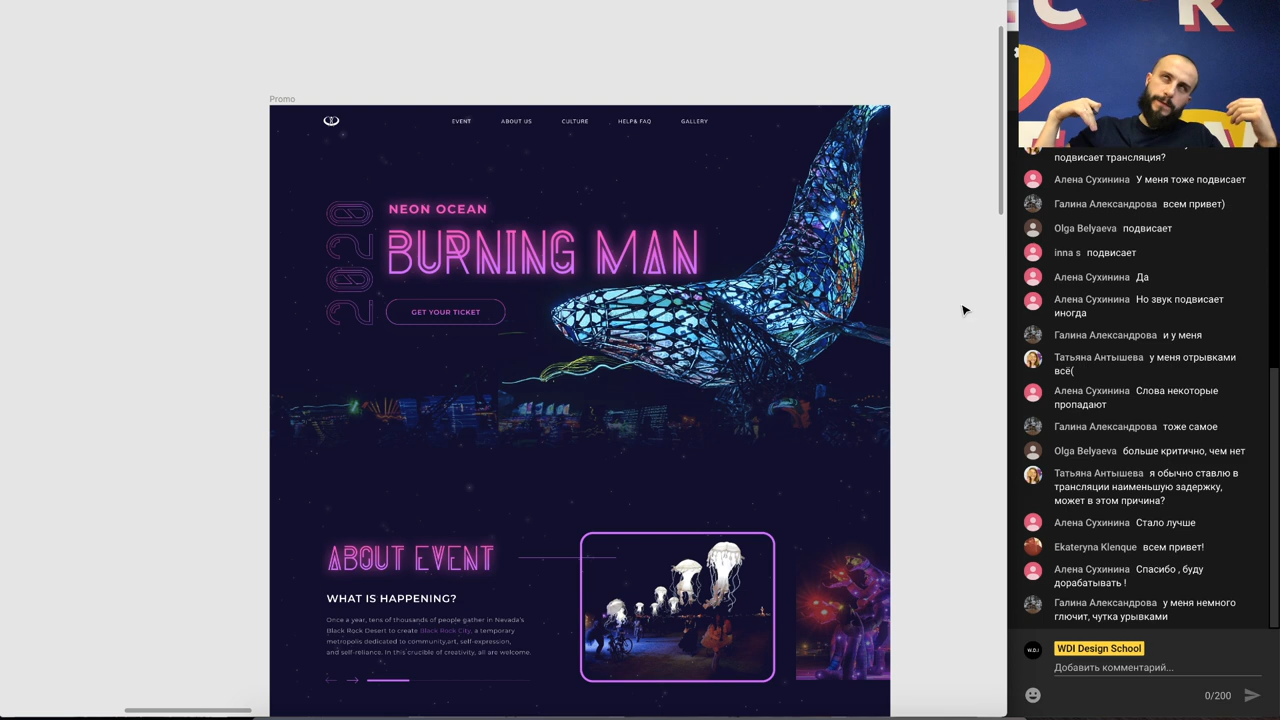 Promo
EVENT
ABOUT US
CULTURE
HELP& FAQ
GALLERY
2020
NEON OCEAN
BURNING MAN
GET YOUR TICKET
ABOUT EVENT
WHAT IS HAPPENING?
Once a year, tens of thousands of people gather in Nevada's
Black Rock Desert to create Black Rock City, a temporary
metropolis dedicated to community,art, self-expression,
and self-reliance. In this crucible of creativity, all are welcome.
C R
подвисает трансляция?
Алена Сухинина У меня тоже подвисает
Галина Александрова всем привет)
Olga Belyaeva подвисает
inna s подвисает
Алена Сухинина Да
Алена Сухинина Но звук подвисает
иногда
Галина Александрова и у меня
Татьяна Антышева у меня отрывками
всё(
Алена Сухинина Слова некоторые
пропадают
Галина Александрова тоже самое
Olga Belyaeva больше критично, чем нет
Татьяна Антышева я обычно ставлю в
трансляции наименьшую задержку,
может в этом причина?
Алена Сухинина Стало лучше
Ekateryna Klenque всем привет!
Алена Сухинина Спасибо , буду
дорабатывать !
Галина Александрова у меня немного
глючит, чутка урывками
W.D.I
WDI Design School
Добавить комментарий...
0/200